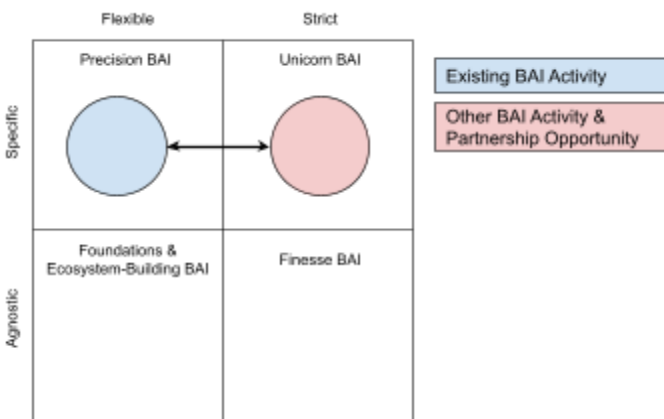 Flexible
Strict
Precision BAI
Unicorn BAI
Existing BAI Activity
Other BAI Activity &
Partnership Opportunity
Specific
Foundations &
Ecosystem-Building BAI
Finesse BAI
Agnostic